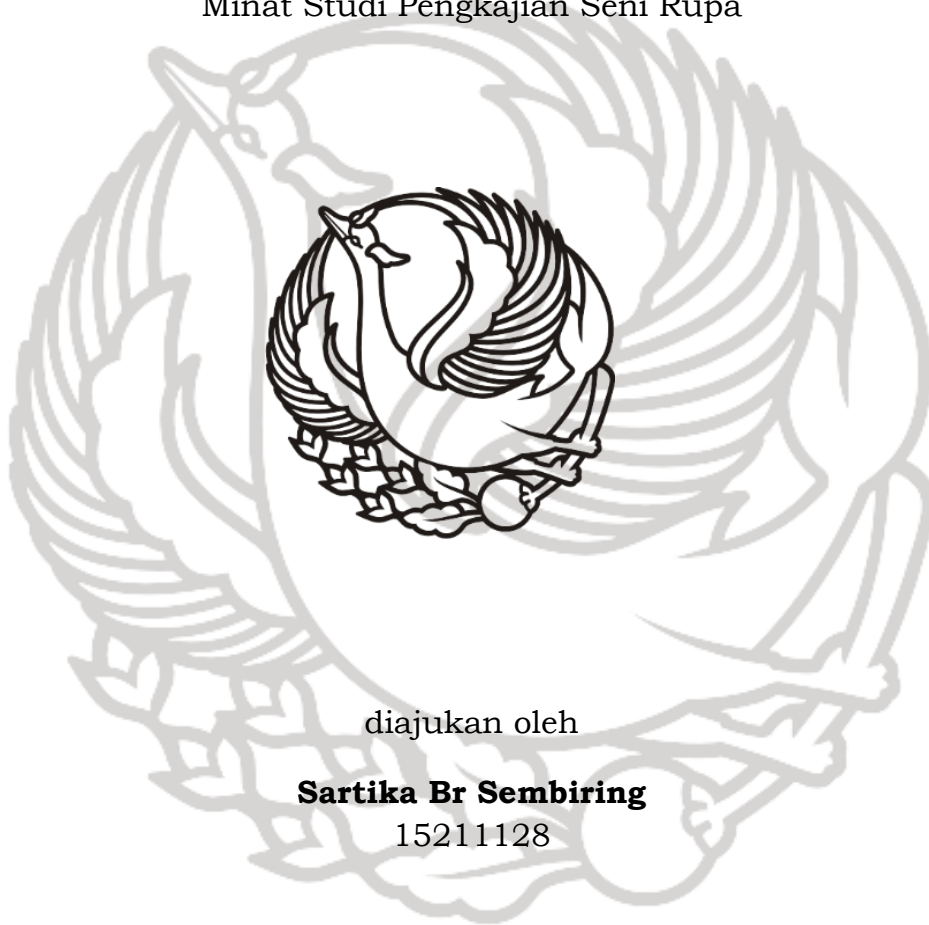 Minat Studi Pengkajian Seni Rupa
diajukan oleh
Sartika Br Sembiring
15211128